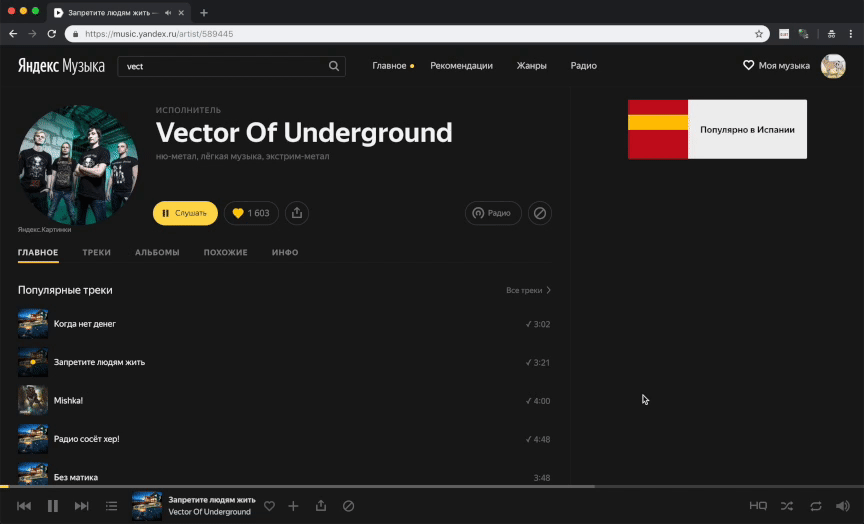 Запретите людям жить —
https://music.yandex.ru/artist/589445
Яндекс Музыка
vect
Главное
Рекомендации
Жанры
Радио
Моя музыка
ИСПОЛНИТЕЛЬ
Vector Of Underground
ню-метал, лёгкая музыка, экстрим-метал
Популярно в Испании
Слушать
1 603
Радио
Яндекс.Картинки
ГЛАВНОЕ
ТРЕКИ
АЛЬБОМЫ
ПОХОЖИЕ
ИНФО
Популярные треки
Все треки
Когда нет денег
✓ 3:02
Запретите людям жить
✓ 3:21
Mishka!
✓ 4:00
Радио сосёт хер!
✓ 4:48
Без матика
3:48
Запретите людям жить
Vector Of Underground
HQ